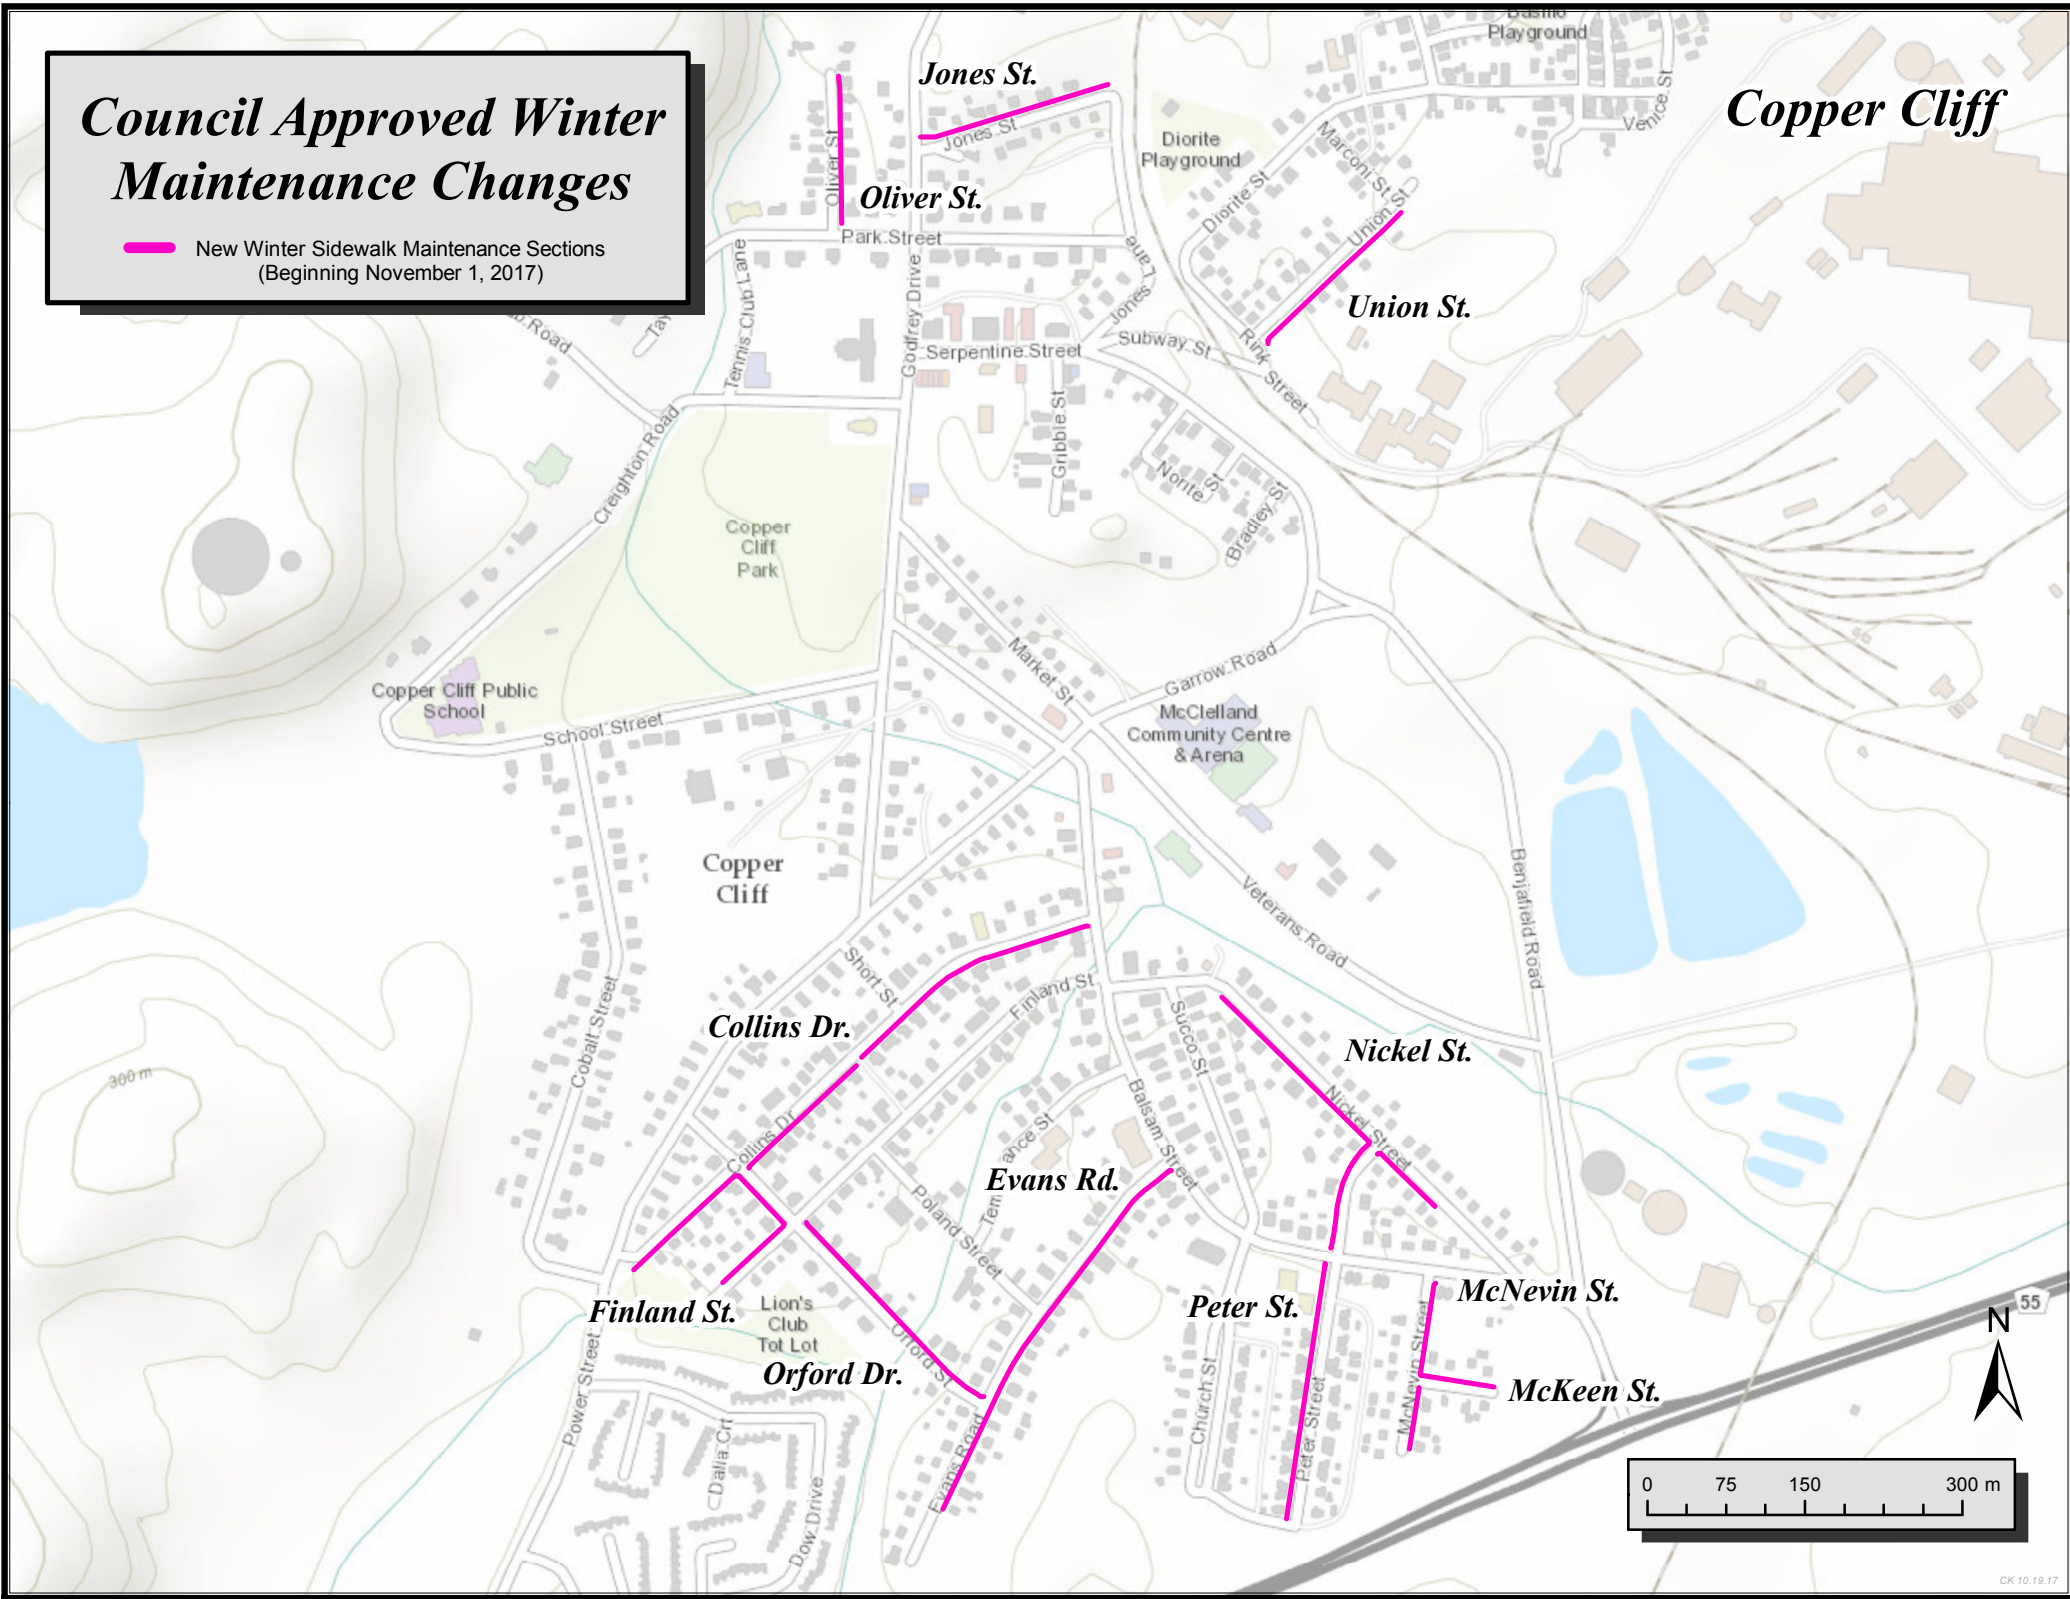 Council Approved Winter
Maintenance Changes
New Winter Sidewalk Maintenance Sections
(Beginning November 1, 2017)
Copper Cliff
Playground
Jones St.
Jones St
Oliver St
Oliver St.
Park Street
Diorite
Playground
Diorite St
Marconi St
Union St
Union St.
Venice St
Jones Lane
Tennis Club Lane
Godfrey Drive
Serpentine Street
Subway St
Rink Street
Gribble St
Norite St
Bradley St
Road
Tay
Creighton Road
Copper
Cliff
Park
Copper Cliff Public
School
School Street
Market St
Garrow Road
McClelland
Community Centre
& Arena
Copper
Cliff
Veterans Road
Benjafield Road
Short St
Cobalt Street
Finland St
Succo St
300 m
Collins Dr.
Collins Dr
Nickel St.
Nickel Street
Balsam Street
ance St
Tem
Evans Rd.
Poland Street
Finland St.
Lion's
Club
Tot Lot
Orford Dr.
Orford St
Peter St.
McNevin St.
McNevin Street
McKeen St.
Church St
Peter Street
Evans Road
Power Street
Dalia Crt
Dow Drive
55
N
0 75 150 300 m
CK 10.19.17